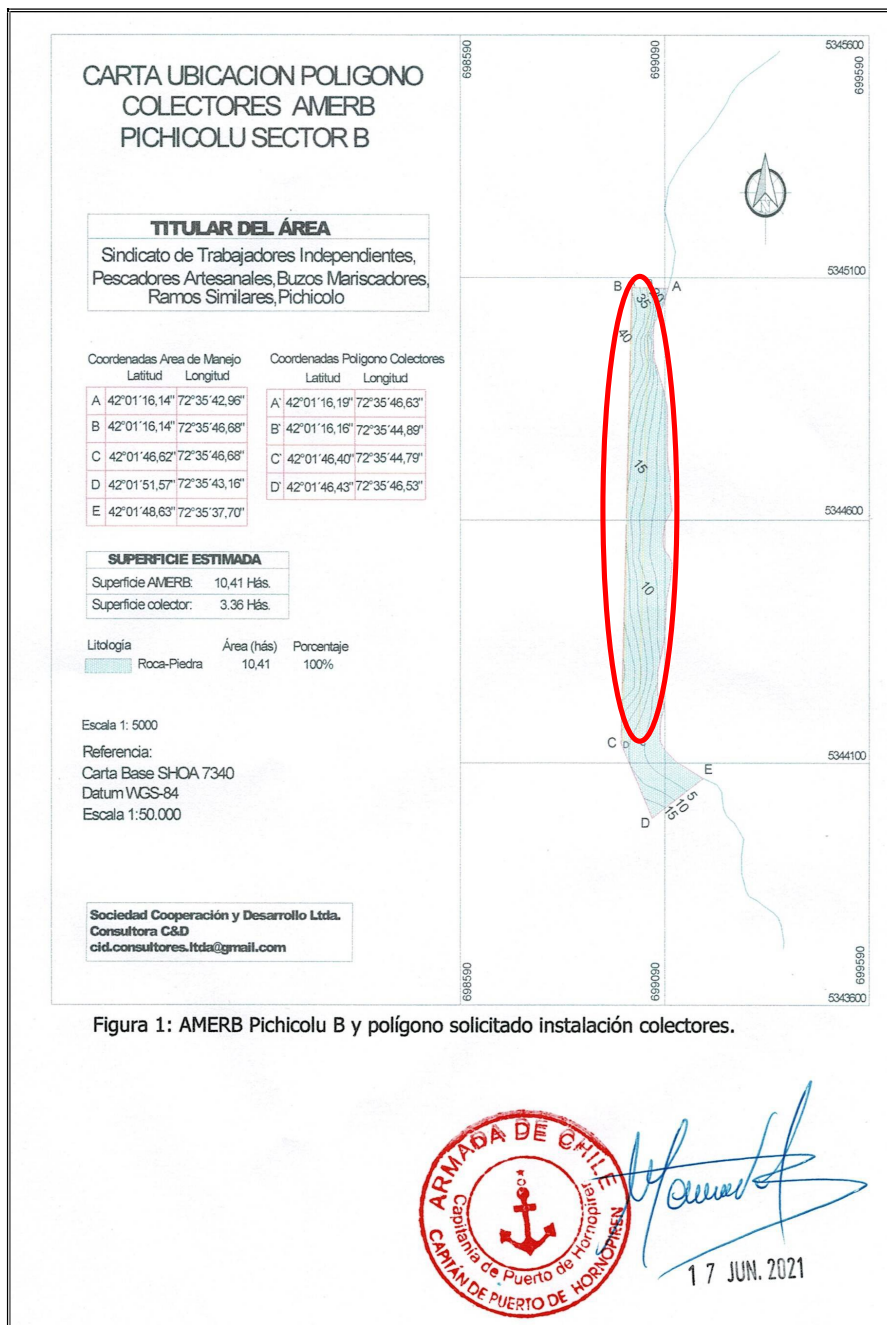 CARTA UBICACION POLIGONO
COLECTORES AMERB
PICHICOLU SECTOR B
TITULAR DEL ÁREA
Sindicato de Trabajadores Independientes,
Pescadores Artesanales,Buzos Mariscadores,
Ramos Similares,Pichicolo
Coordenadas Area de Manejo
Latitud Longitud
A 42°01´16,14" 72°35´42,96"
B 42°01´16,14" 72°35´46,68"
C 42°01´46,62" 72°35´46,68"
D 42°01´51,57" 72°35´43,16"
E 42°01´48,63" 72°35´37,70"
Coordenadas Poligono Colectores
Latitud Longitud
A` 42°01´16,19" 72°35´46,63"
B` 42°01´16,16" 72°35´44,89"
C` 42°01´46,40" 72°35´44,79"
D` 42°01´46,43" 72°35´46,53"
SUPERFICIE ESTIMADA
Superficie AMERB: 10,41 Hás.
Superficie colector: 3.36 Hás.
Litología Área (hás) Porcentaje
Roca-Piedra 10,41 100%
Escala 1: 5000
Referencia:
Carta Base SHOA 7340
Datum WGS-84
Escala 1:50.000
Sociedad Cooperación y Desarrollo Ltda.
Consultora C&D
cid.consultores.ltda@gmail.com
698590
699090
5345600
699590
N
5345100
B
A
35
40
15
5344600
10
C
D
5344100
E
D
15
10
5
698590
699090
699590
5343600
Figura 1: AMERB Pichicolu B y polígono solicitado instalación colectores.
ARMADA DE CHILE
Capitanía de Puerto de Hornopiren
CAPITÁN DE PUERTO DE HORNOPIREN
17 JUN. 2021